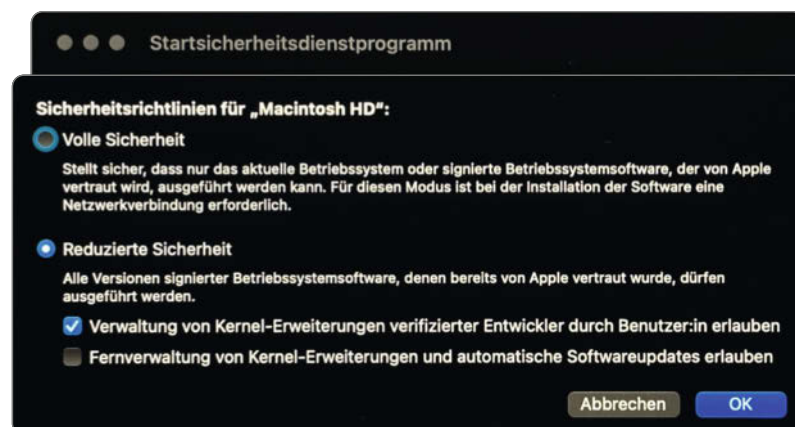 Startsicherheitsdienstprogramm
Sicherheitsrichtlinien für „Macintosh HD“:
Volle Sicherheit
Stellt sicher, dass nur das aktuelle Betriebssystem oder signierte Betriebssystemsoftware, der von Apple
vertraut wird, ausgeführt werden kann. Für diesen Modus ist bei der Installation der Software eine
Netzwerkverbindung erforderlich.
Reduzierte Sicherheit
Alle Versionen signierter Betriebssystemsoftware, denen bereits von Apple vertraut wurde, dürfen
ausgeführt werden.
Verwaltung von Kernel-Erweiterungen verifizierter Entwickler durch Benutzer:in erlauben
Fernverwaltung von Kernel-Erweiterungen und automatische Softwareupdates erlauben
Abbrechen OK